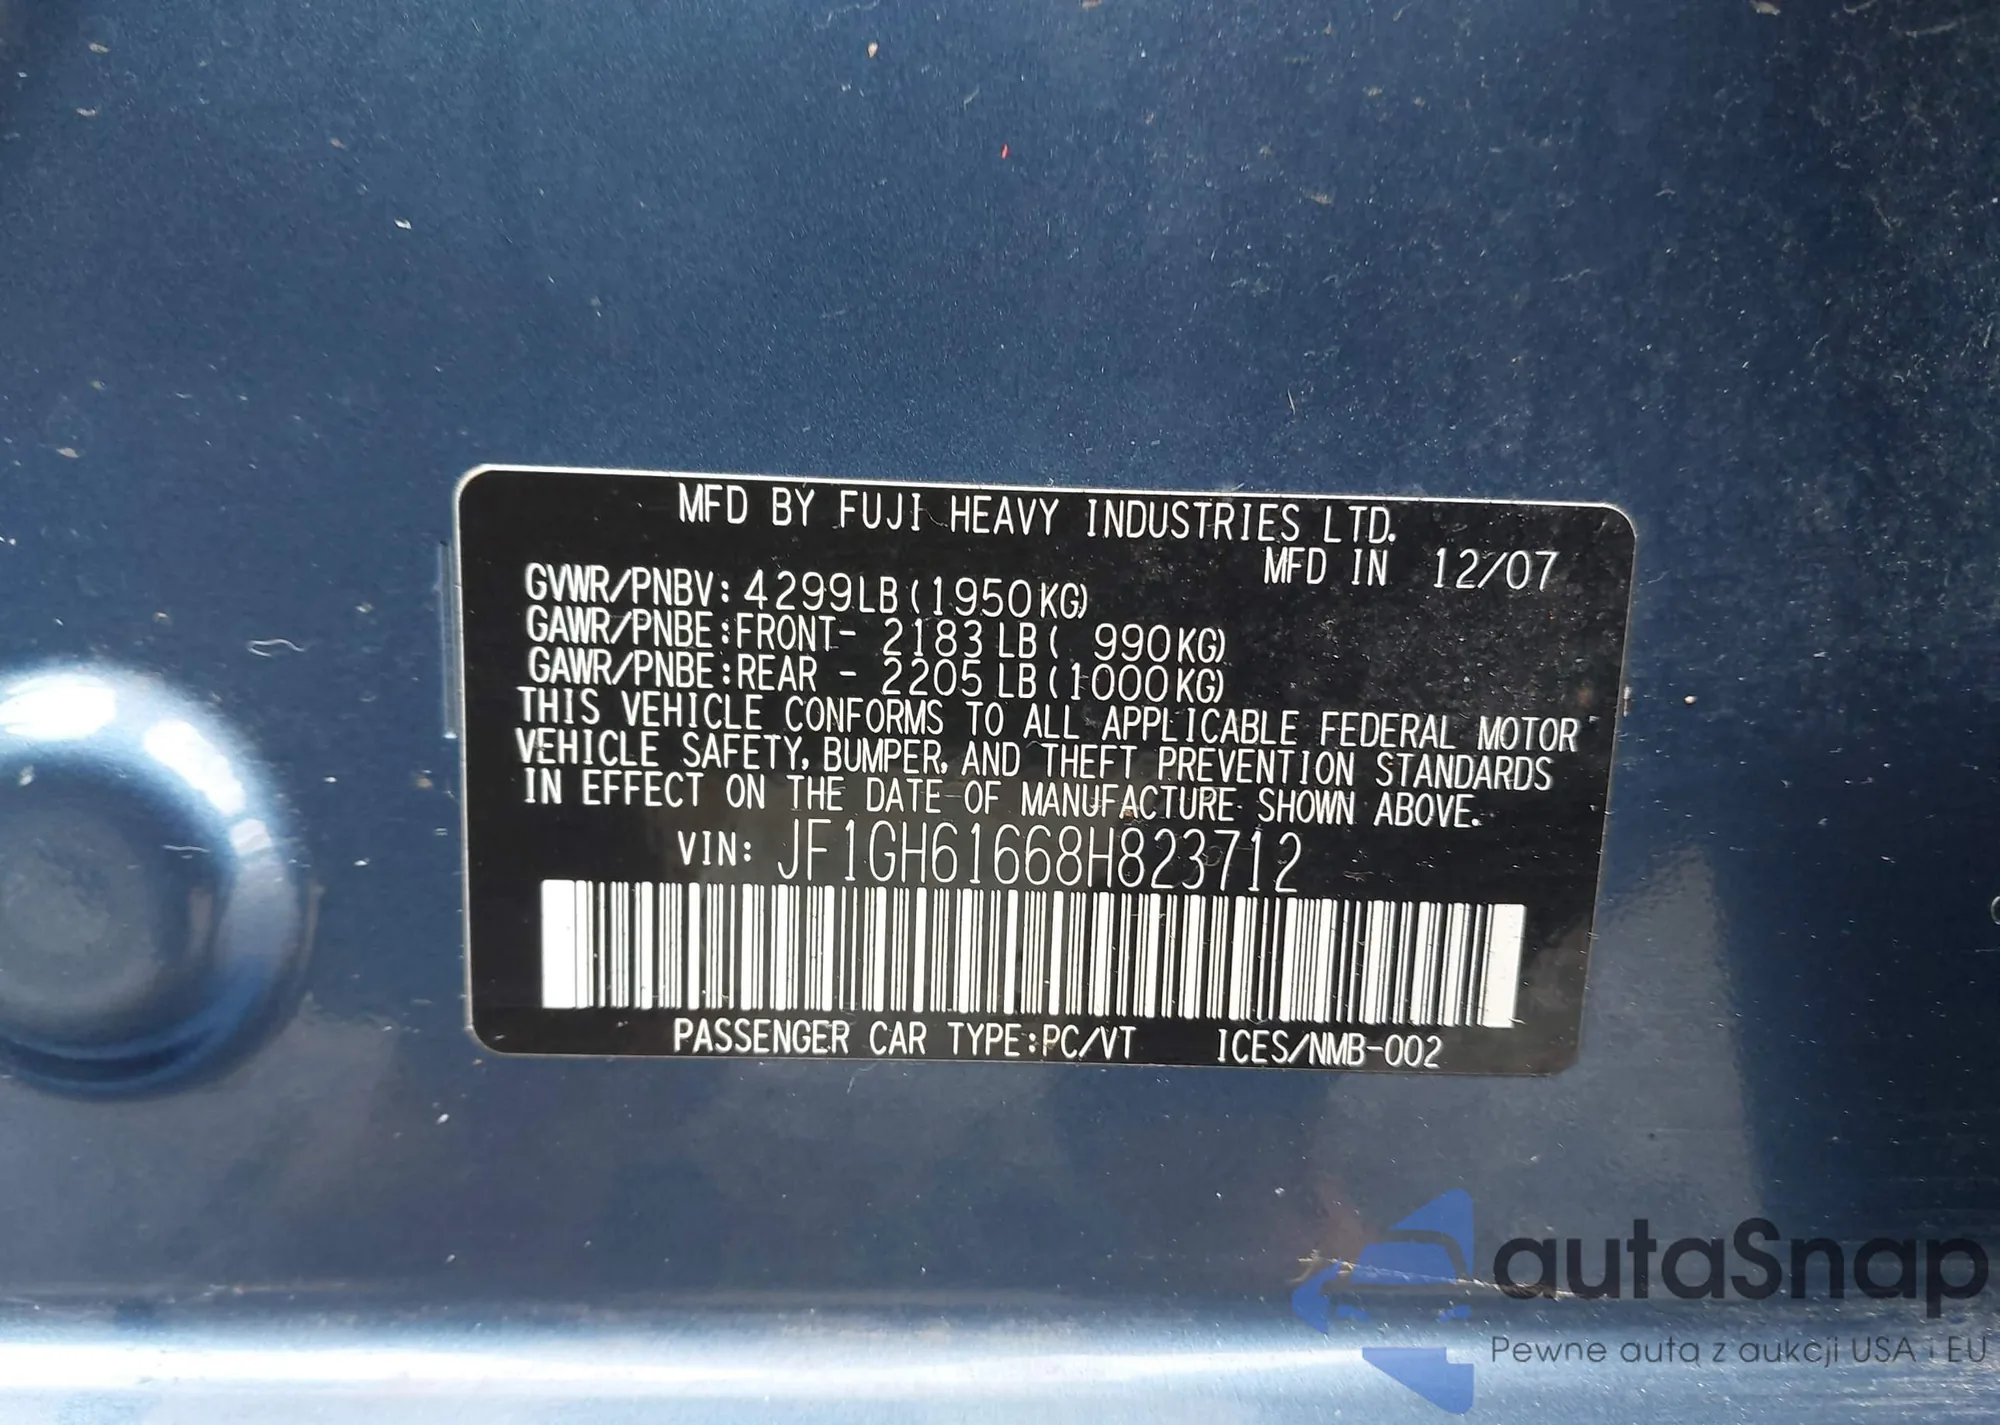 MFD BY FUJI HEAVY INDUSTRIES LTD.
MFD IN 12/07
GVWR/PNBV: 4299LB (1950KG)
GAWR/PNBE:FRONT- 2183 LB ( 990KG)
GAWR/PNBE:REAR - 2205 LB (1000KG)
THIS VEHICLE CONFORMS TO ALL APPLICABLE FEDERAL MOTOR
VEHICLE SAFETY, BUMPER, AND THEFT PREVENTION STANDARDS
IN EFFECT ON THE DATE OF MANUFACTURE SHOWN ABOVE.
VIN: JF1GH61668H823712
PASSENGER CAR TYPE:PC/VT ICES/NMB-002
autaSnap
Pewne auta z aukcji USA i EU